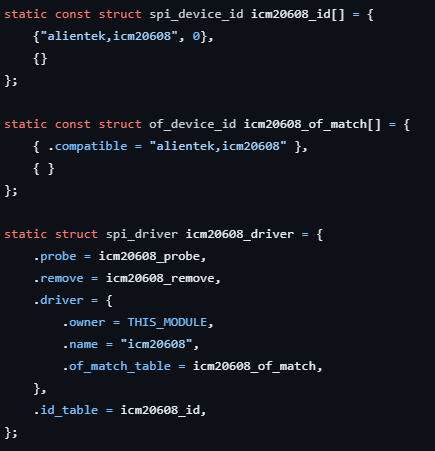 static const struct spi_device_id icm20608_id[] = {
    {"alientek,icm20608", 0},
    {}
};

static const struct of_device_id icm20608_of_match[] = {
    { .compatible = "alientek,icm20608" },
    { }
};

static struct spi_driver icm20608_driver = {
    .probe = icm20608_probe,
    .remove = icm20608_remove,
    .driver = {
        .owner = THIS_MODULE,
        .name = "icm20608",
        .of_match_table = icm20608_of_match,
    },
    .id_table = icm20608_id,
};